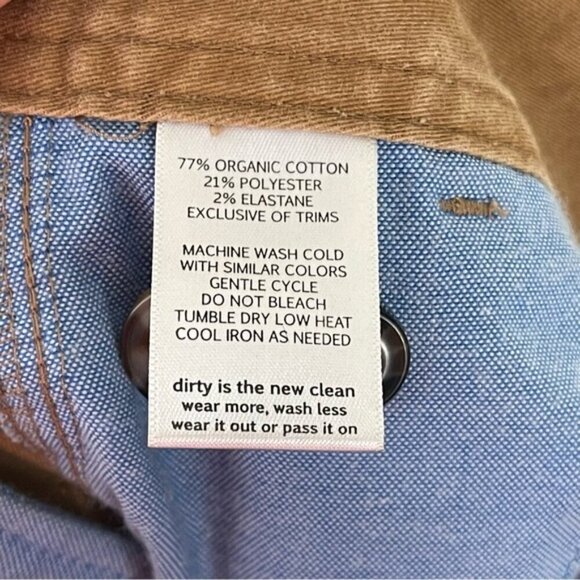 77% ORGANIC COTTON
21% POLYESTER
2% ELASTANE
EXCLUSIVE OF TRIMS
MACHINE WASH COLD
WITH SIMILAR COLORS
GENTLE CYCLE
DO NOT BLEACH
TUMBLE DRY LOW HEAT
COOL IRON AS NEEDED
dirty is the new clean
wear more, wash less
wear it out or pass it on